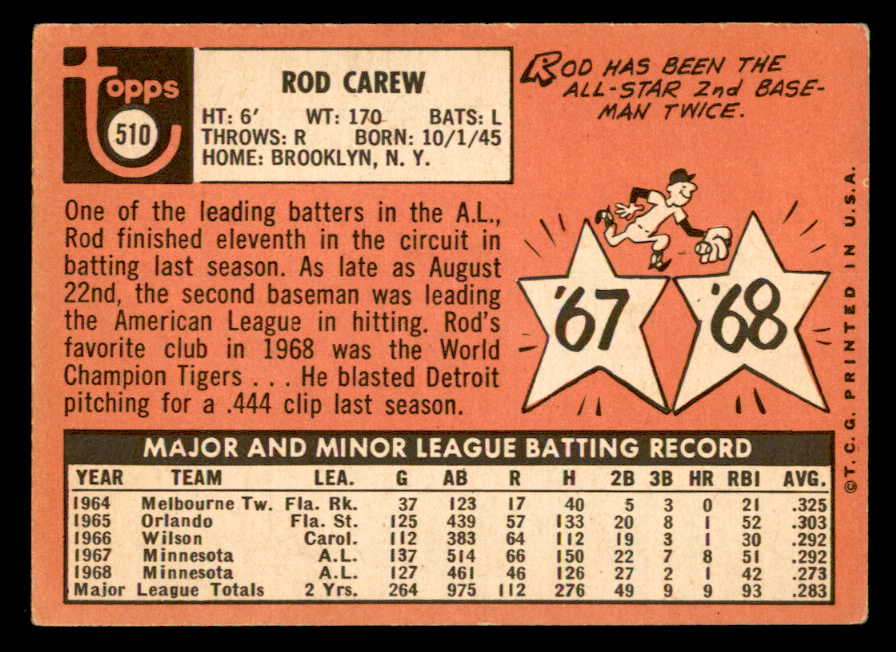 Topps
510
ROD CAREW
HT: 6' WT: 170 BATS: L
THROWS: R BORN: 10/1/45
HOME: BROOKLYN, N. Y.
ROD HAS BEEN THE
ALL-STAR 2nd BASE-
MAN TWICE.
'67
'68
One of the leading batters in the A.L.,
Rod finished eleventh in the circuit in
batting last season. As late as August
22nd, the second baseman was leading
the American League in hitting. Rod's
favorite club in 1968 was the World
Champion Tigers . . . He blasted Detroit
pitching for a .444 clip last season.
MAJOR AND MINOR LEAGUE BATTING RECORD
YEAR TEAM LEA. G AB R H 2B 3B HR RBI AVG.
1964 Melbourne Tw. Fla. Rk. 37 123 17 40 5 3 0 21 .325
1965 Orlando Fla. St. 125 439 57 133 20 8 1 52 .303
1966 Wilson Carol. 112 383 64 112 19 3 1 30 .292
1967 Minnesota A.L. 137 514 66 150 22 7 8 51 .292
1968 Minnesota A.L. 127 461 46 126 27 2 1 42 .273
Major League Totals 2 Yrs. 264 975 112 276 49 9 9 93 .283
©T.C.G. PRINTED IN U.S.A.